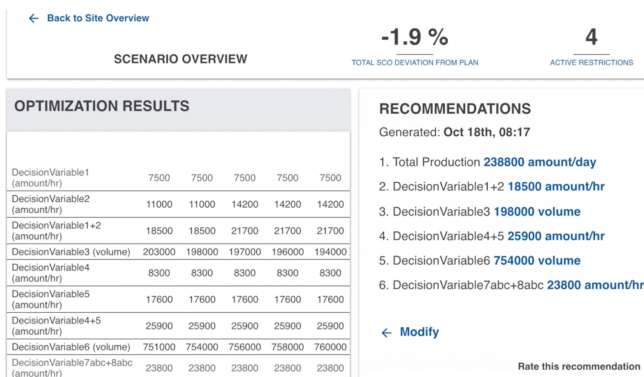 ← Back to Site Overview
SCENARIO OVERVIEW
-1.9 %
TOTAL SCO DEVIATION FROM PLAN
4
ACTIVE RESTRICTIONS
OPTIMIZATION RESULTS
DecisionVariable1
(amount/hr) 7500 7500 7500 7500 7500
DecisionVariable2
(amount/hr) 11000 11000 14200 14200 14200
DecisionVariable1+2
(amount/hr) 18500 18500 21700 21700 21700
DecisionVariable3 (volume) 203000 198000 197000 196000 194000
DecisionVariable4
(amount/hr) 8300 8300 8300 8300 8300
DecisionVariable5
(amount/hr) 17600 17600 17600 17600 17600
DecisionVariable4+5
(amount/hr) 25900 25900 25900 25900 25900
DecisionVariable6 (volume) 751000 754000 756000 758000 760000
DecisionVariable7abc+8abc
(amount/hr) 23800 23800 23800 23800 23800
RECOMMENDATIONS
Generated: Oct 18th, 08:17
1. Total Production 238800 amount/day
2. DecisionVariable1+2 18500 amount/hr
3. DecisionVariable3 198000 volume
4. DecisionVariable4+5 25900 amount/hr
5. DecisionVariable6 754000 volume
6. DecisionVariable7abc+8abc 23800 amount/hr
← Modify
Rate this recommendation